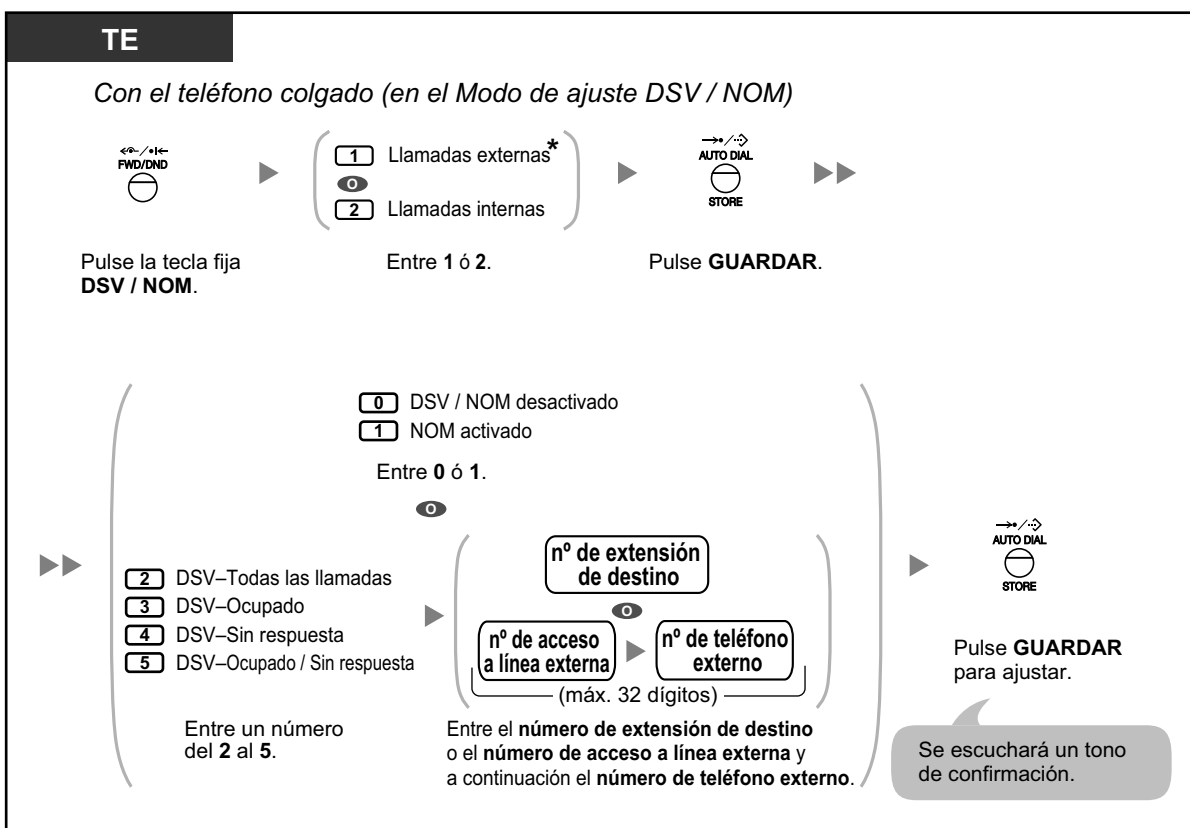 TE
Con el teléfono colgado (en el Modo de ajuste DSV / NOM)
FWD/DND
1 Llamadas externas*
O
2 Llamadas internas
AUTO DIAL
STORE
Pulse la tecla fija
DSV / NOM.
Entre 1 ó 2.
Pulse GUARDAR.
0 DSV / NOM desactivado
1 NOM activado
Entre 0 ó 1.
O
2 DSV–Todas las llamadas
3 DSV–Ocupado
4 DSV–Sin respuesta
5 DSV–Ocupado / Sin respuesta
Entre un número
del 2 al 5.
nº de extensión
de destino
O
nº de acceso
a línea externa
nº de teléfono
externo
(máx. 32 dígitos)
Entre el número de extensión de destino
o el número de acceso a línea externa y
a continuación el número de teléfono externo.
AUTO DIAL
STORE
Pulse GUARDAR
para ajustar.
Se escuchará un tono
de confirmación.